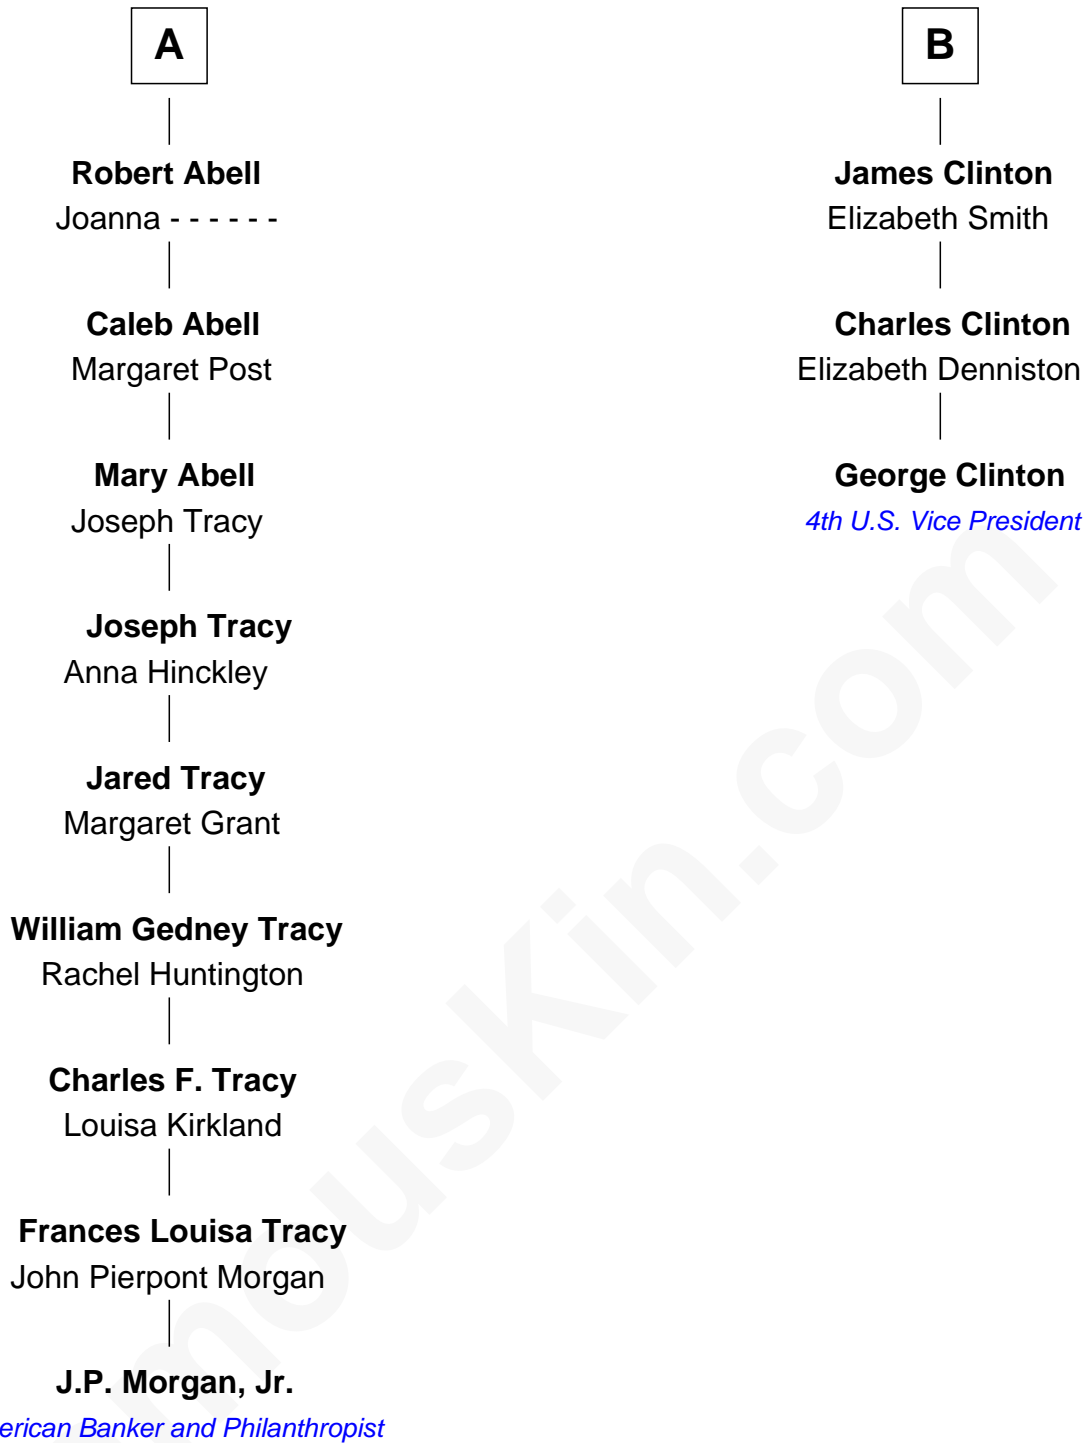 A
Robert Abell
Joanna - - - - - -
Caleb Abell
Margaret Post
Mary Abell
Joseph Tracy
Joseph Tracy
Anna Hinckley
Jared Tracy
Margaret Grant
William Gedney Tracy
Rachel Huntington
Charles F. Tracy
Louisa Kirkland
Frances Louisa Tracy
John Pierpont Morgan
J.P. Morgan, Jr.
erican Banker and Philanthropist
B
James Clinton
Elizabeth Smith
Charles Clinton
Elizabeth Denniston
George Clinton
4th U.S. Vice President
mouskin.com